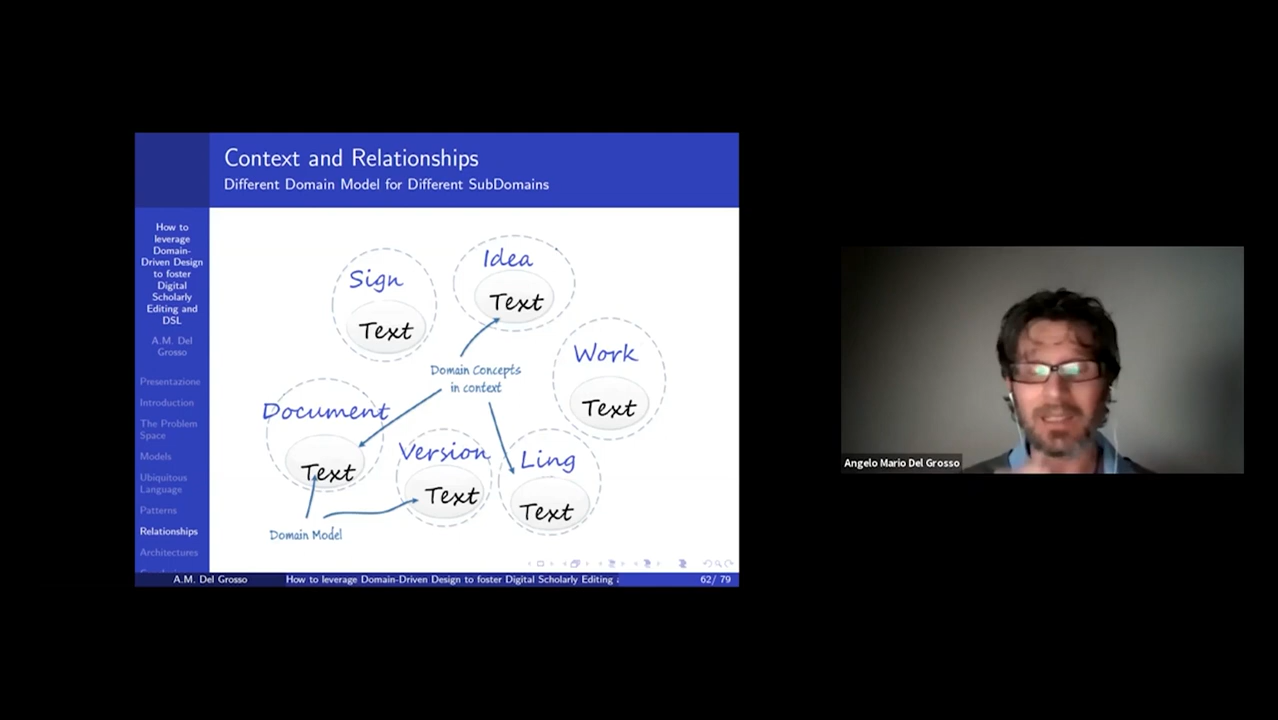 Context and Relationships
Different Domain Model for Different SubDomains
How to
leverage
Domain-
Driven Design
to foster
Digital
Scholarly
Editing and
DSL
A.M. Del
Grosso
Presentazione
Introduction
The Problem
Space
Models
Ubiquitous
Language
Patterns
Relationships
Architectures
Sign
Text
Idea
Text
Work
Text
Domain Concepts
in context
Document
Text
Version
Text
Ling
Text
Domain Model
A.M. Del Grosso
How to leverage Domain-Driven Design to foster Digital Scholarly Editing
62/ 79
Angelo Mario Del Grosso